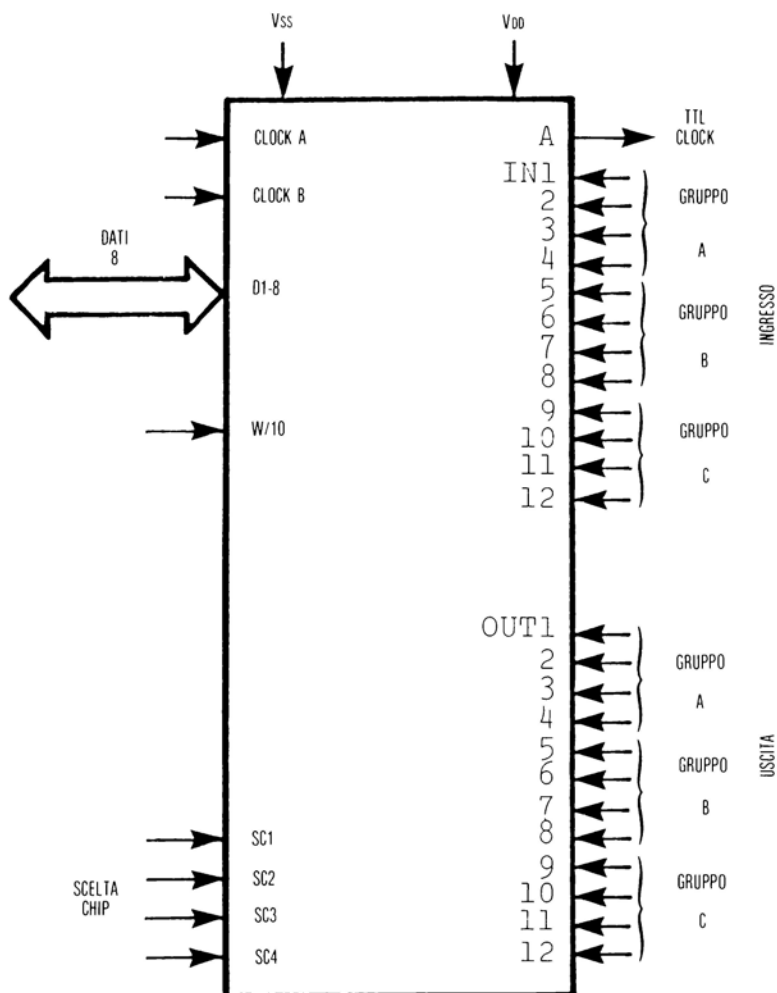 VSS
VDD
CLOCK A
A
TTL
CLOCK
IN1
CLOCK B
2
GRUPPO
3
A
4
DATI
8
D1-8
5
6
GRUPPO
7
B
8
INGRESSO
9
W/10
10
GRUPPO
11
C
12
OUT1
2
GRUPPO
3
A
4
5
6
GRUPPO
7
B
8
USCITA
SC1
9
SC2
10
GRUPPO
SCELTA
CHIP
SC3
11
C
SC4
12